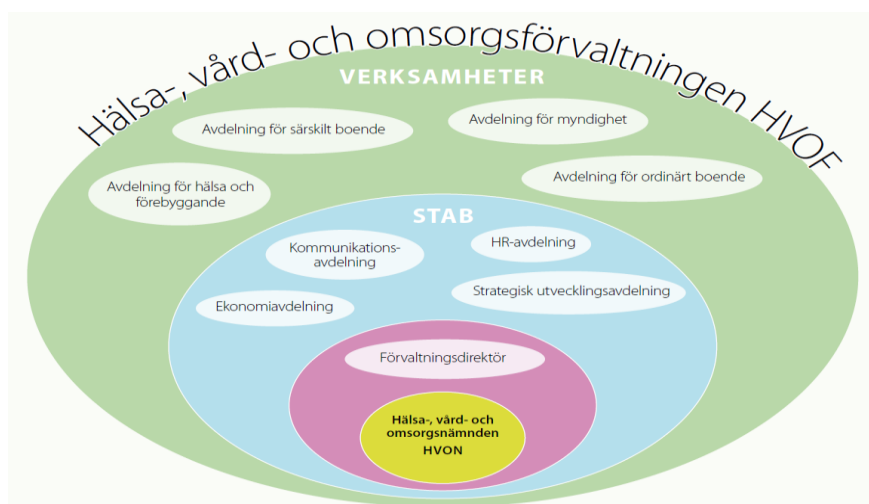 Hälsa-, vård- och omsorgsförvaltningen HVOF
VERKSAMHETER
Avdelning för särskilt boende
Avdelning för myndighet
Avdelning för hälsa och
förebyggande
Avdelning för ordinärt boende
STAB
Kommunikations-
avdelning
HR-avdelning
Ekonomiavdelning
Strategisk utvecklingsavdelning
Förvaltningsdirektör
Hälsa-, vård- och
omsorgsnämnden
HVON